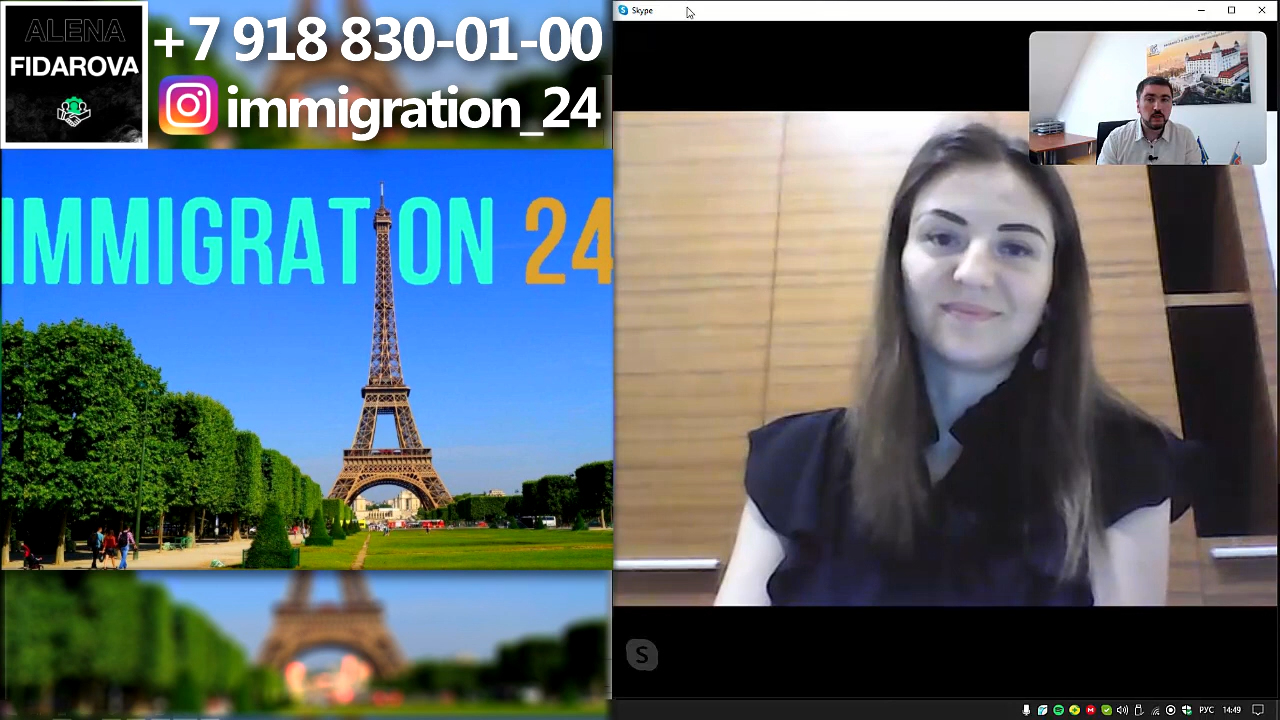 ALENA
FIDAROVA
+7 918 830-01-00
immigration_24
IMMIGRATION 24
Skype
S
РУС 14:49